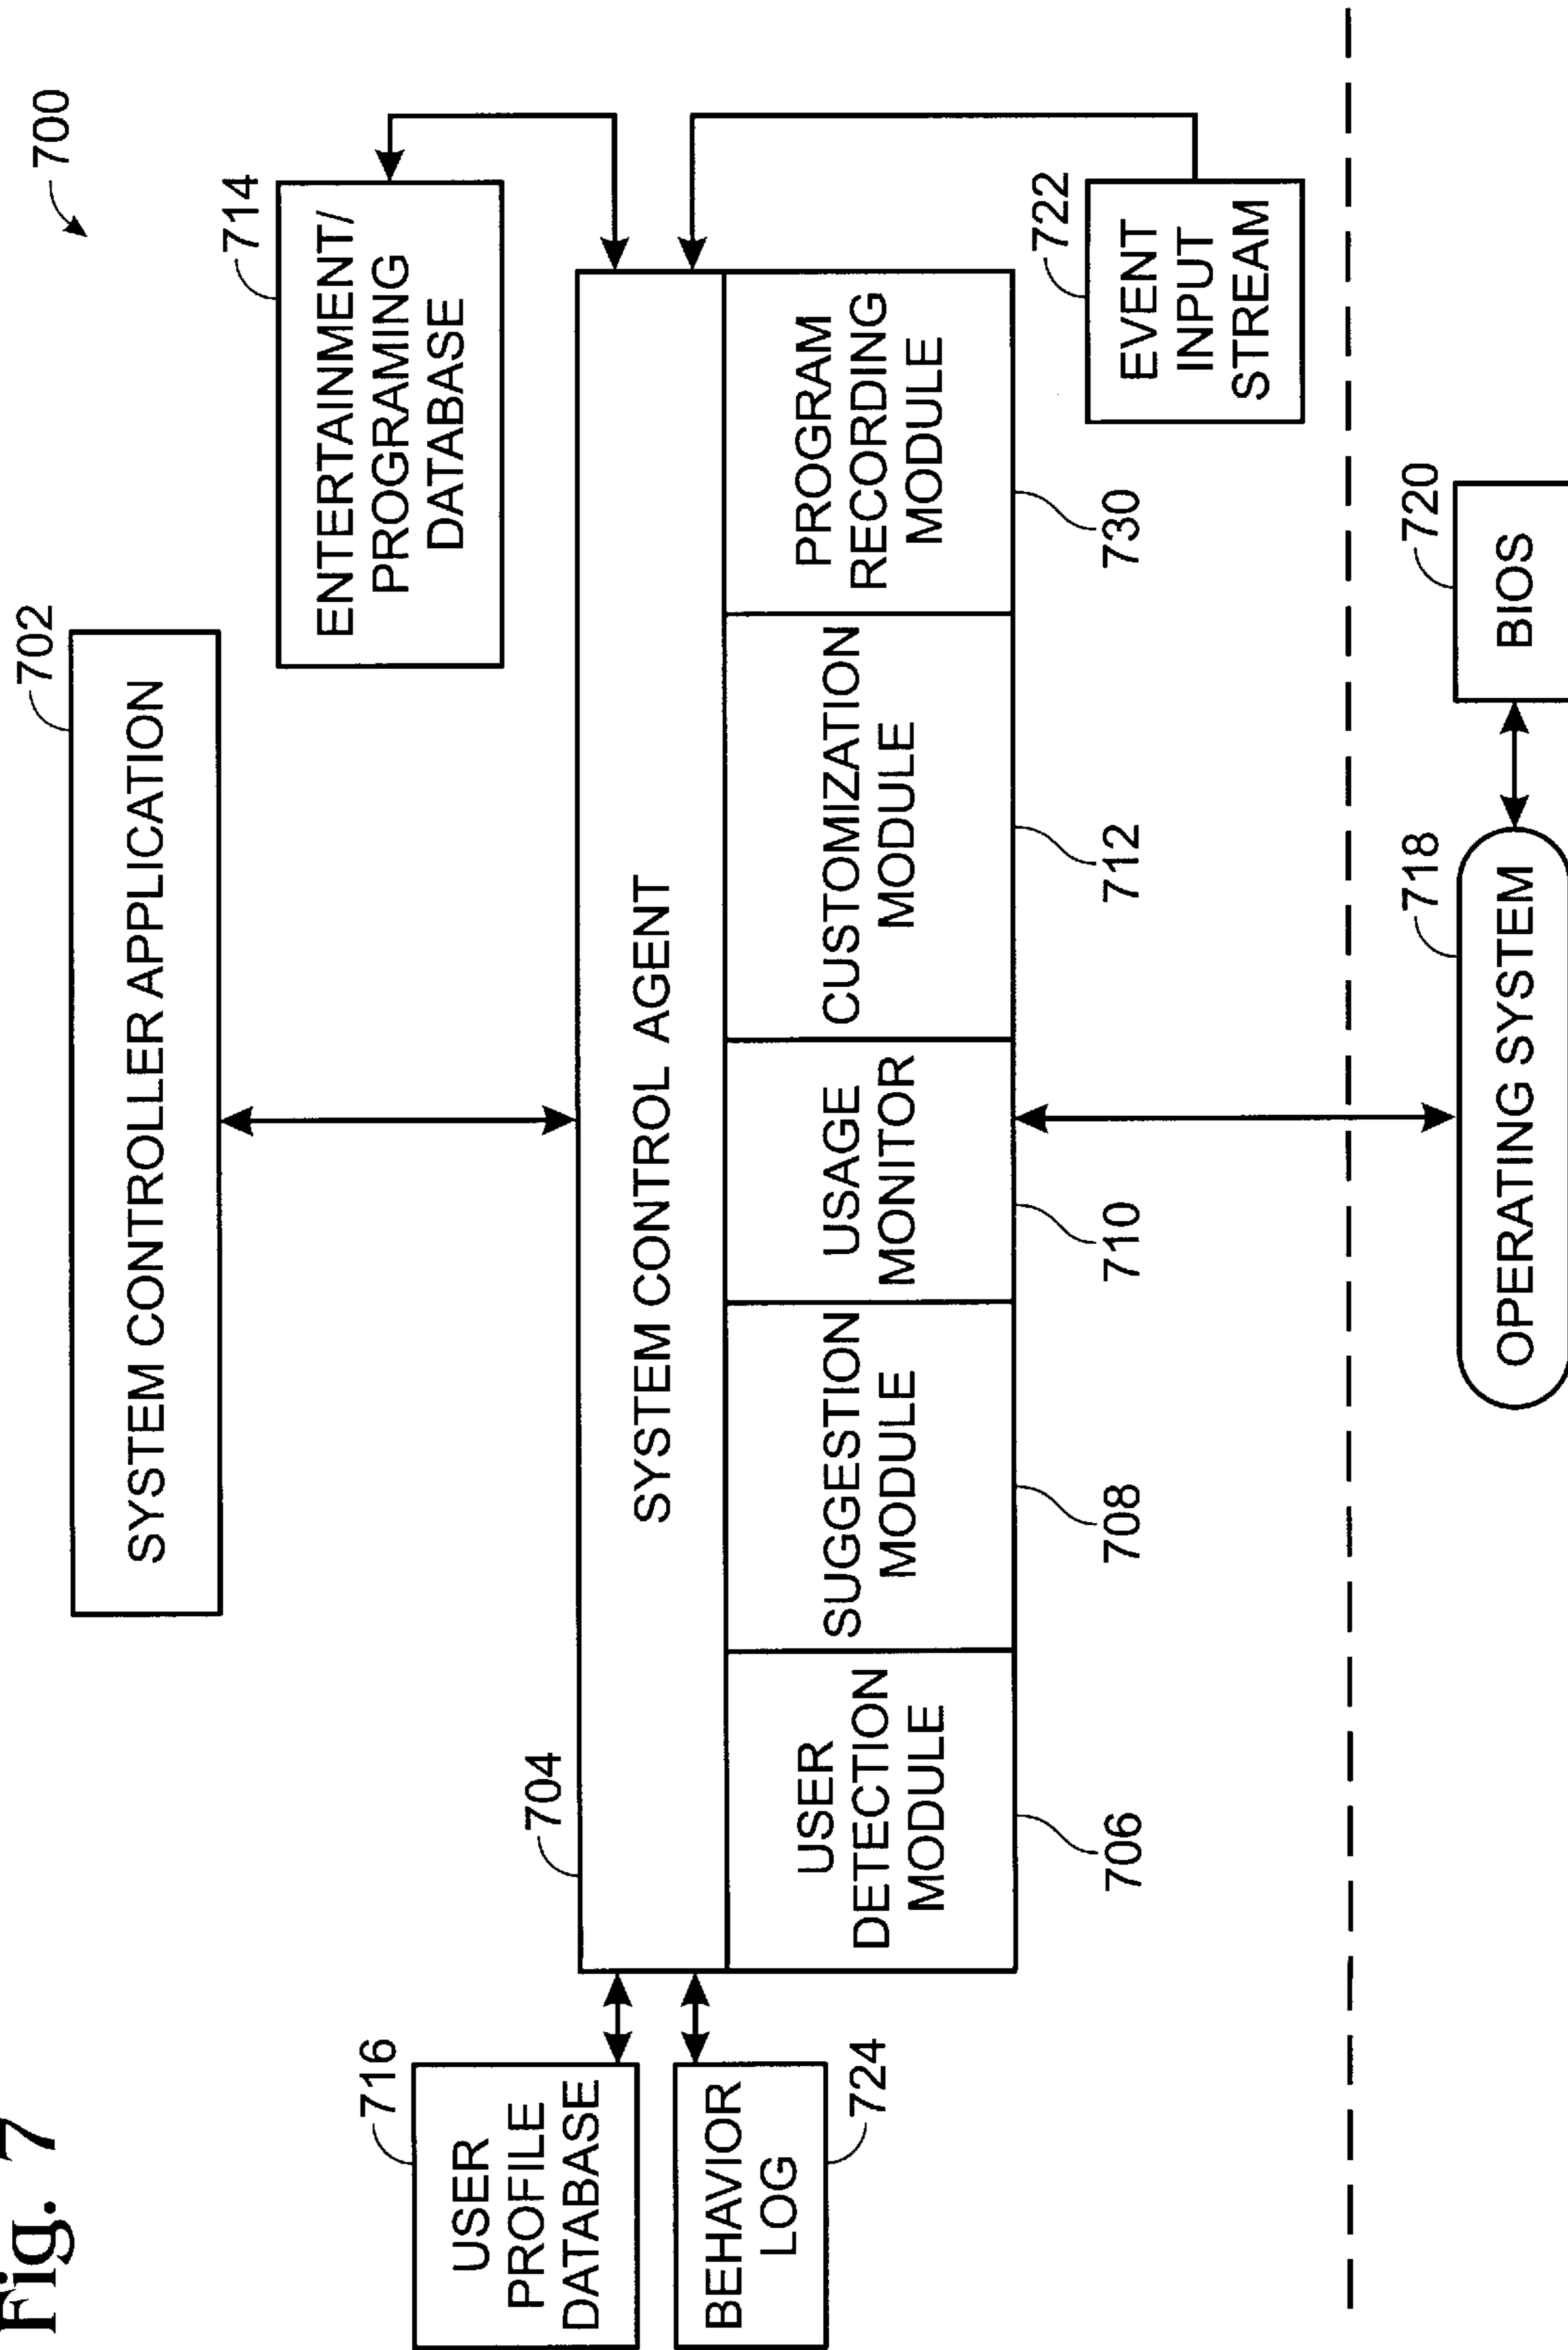 Fig. 7
700
702
SYSTEM CONTROLLER APPLICATION
714
ENTERTAINMENT/
PROGRAMING
DATABASE
716
USER
PROFILE
DATABASE
704
SYSTEM CONTROL AGENT
BEHAVIOR
LOG
724
USER
DETECTION
MODULE
SUGGESTION
MODULE
USAGE
MONITOR
CUSTOMIZATION
MODULE
PROGRAM
RECORDING
MODULE
706
708
710
712
730
722
EVENT
INPUT
STREAM
718
OPERATING SYSTEM
720
BIOS